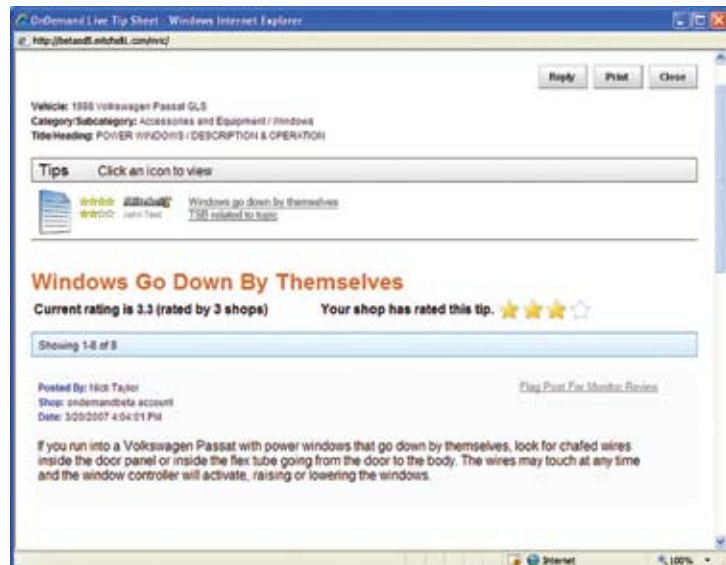 OnDemand Live Tip Sheet - Windows Internet Explorer
Reply Print Close
Vehicle: 1998 Volkswagen Passat GLS
Category/Subcategory: Accessories and Equipment / Windows
Title/Heading: POWER WINDOWS / DESCRIPTION & OPERATION
Tips Click an icon to view
Windows go down by themselves
TSB related to topic
Windows Go Down By Themselves
Current rating is 3.3 (rated by 3 shops) Your shop has rated this tip.
Showing 1-8 of 8
Posted By: Nick Taylor Flag Post For Monitor Review
Shop: ondemandbeta account
Date: 3/20/2007 4:04:01 PM
If you run into a Volkswagen Passat with power windows that go down by themselves, look for chafed wires
inside the door panel or inside the flex tube going from the door to the body. The wires may touch at any time
and the window controller will activate, raising or lowering the windows.
Internet 100%